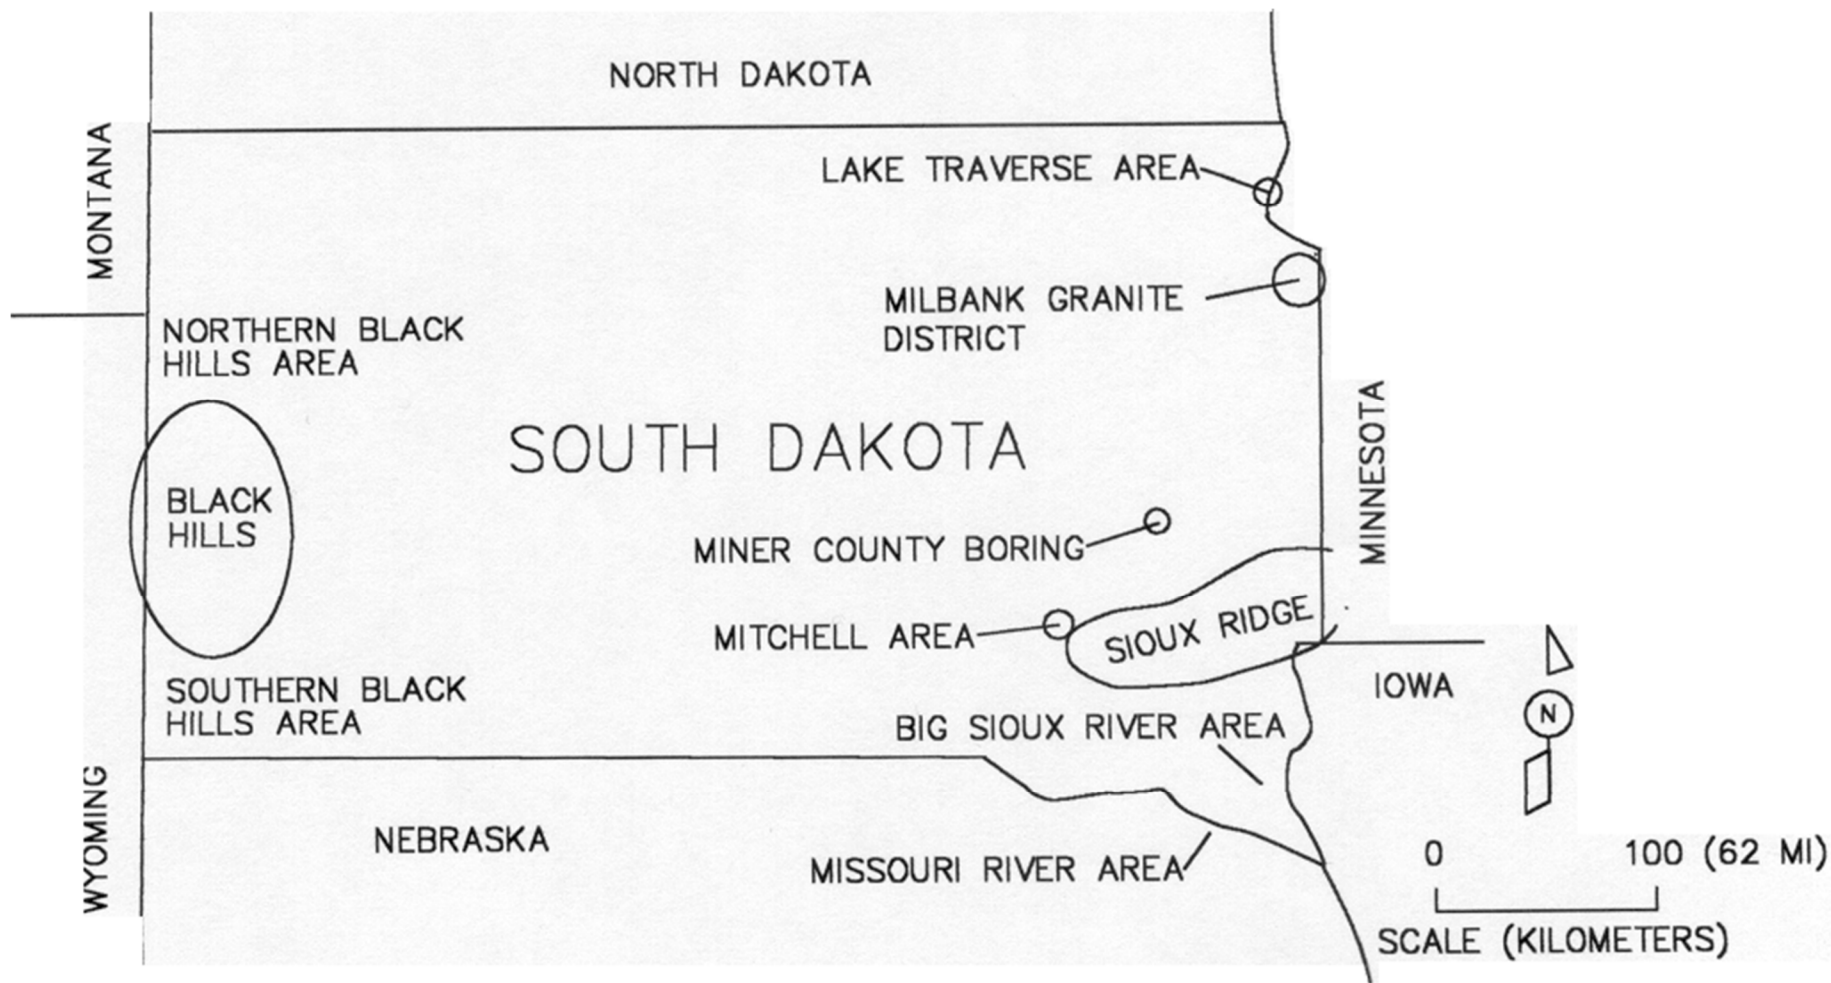 NORTH DAKOTA
MONTANA
LAKE TRAVERSE AREA
MILBANK GRANITE
DISTRICT
NORTHERN BLACK
HILLS AREA
SOUTH DAKOTA
BLACK
HILLS
MINNESOTA
MINER COUNTY BORING
MITCHELL AREA
SIOUX RIDGE
IOWA
SOUTHERN BLACK
HILLS AREA
BIG SIOUX RIVER AREA
N
WYOMING
NEBRASKA
MISSOURI RIVER AREA
0 100 (62 MI)
SCALE (KILOMETERS)